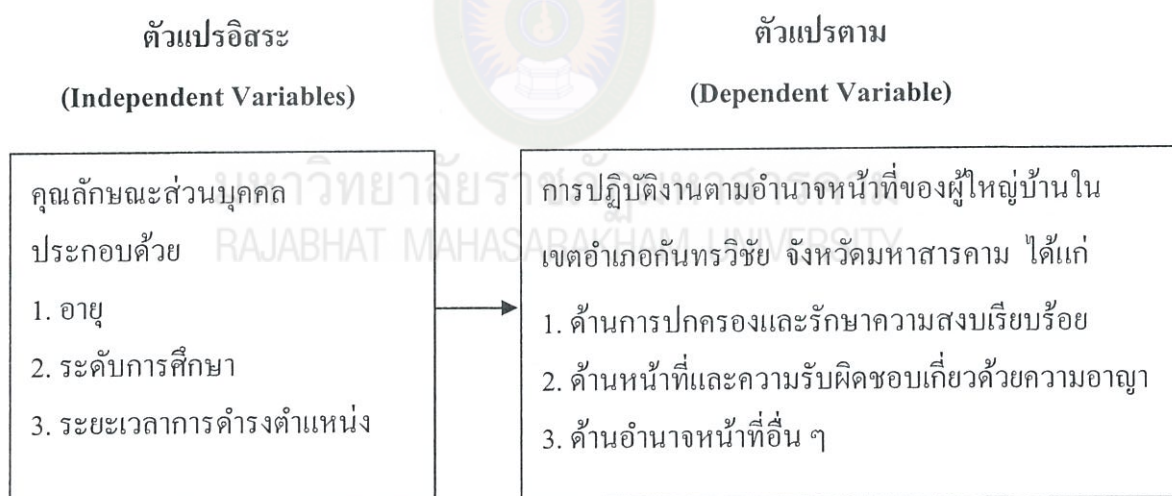 ตัวแปรอิสระ
(Independent Variables)
ตัวแปรตาม
(Dependent Variable)
มหาวิทยาลัยราชภัฏมหาสารคาม
RAJABHAT MAHASARAKHAM UNIVERSITY
คุณลักษณะส่วนบุคคล
ประกอบด้วย
1. อายุ
2. ระดับการศึกษา
3. ระยะเวลาการดำรงตำแหน่ง
การปฏิบัติงานตามอำนาจหน้าที่ของผู้ใหญ่บ้านใน
เขตอำเภอกันทรวิชัย จังหวัดมหาสารคาม ได้แก่
1. ด้านการปกครองและรักษาความสงบเรียบร้อย
2. ด้านหน้าที่และความรับผิดชอบเกี่ยวด้วยความอาญา
3. ด้านอำนาจหน้าที่อื่น ๆ